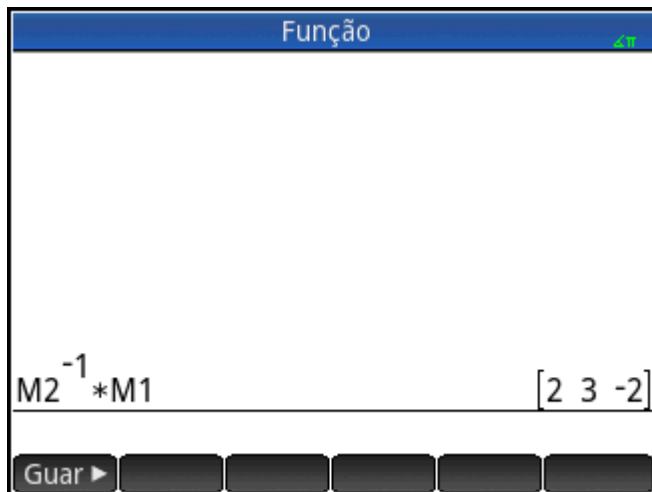 Função
∡π
M2⁻¹*M1
[2 3 -2]
Guar ►